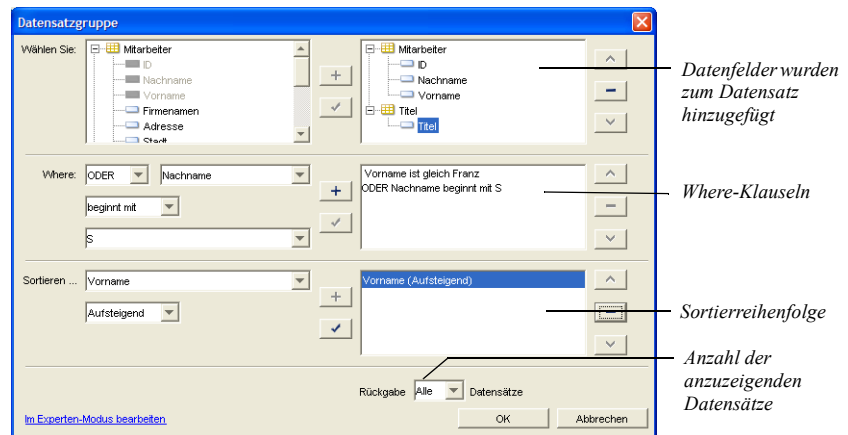 Datensatzgruppe
Wählen Sie:
Mitarbeiter
ID
Nachname
Vorname
Firmenamen
Adresse
Stadt
Mitarbeiter
ID
Nachname
Vorname
Titel
Titel
Datenfelder wurden
zum Datensatz
hinzugefügt
Where:
ODER
Nachname
beginnt mit
S
Vorname ist gleich Franz
ODER Nachname beginnt mit S
Where-Klauseln
Sortieren ...
Vorname
Aufsteigend
Vorname (Aufsteigend)
Sortierreihenfolge
Rückgabe Alle Datensätze
Anzahl der
anzuzeigenden
Datensätze
Im Experten-Modus bearbeiten
OK
Abbrechen